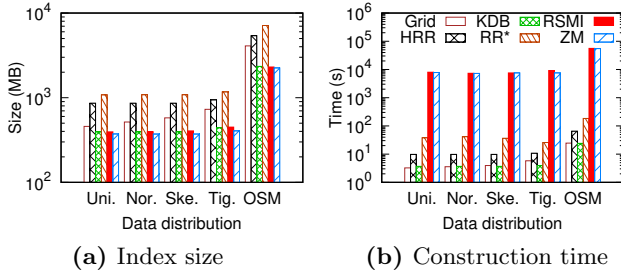 Size (MB)
10^4
10^3
10^2
Uni. Nor. Ske. Tig. OSM
Data distribution
(a) Index size
Grid KDB RSMI
HRR RR* ZM
Time (s)
10^6
10^5
10^4
10^3
10^2
10^1
10^0
Uni. Nor. Ske. Tig. OSM
Data distribution
(b) Construction time